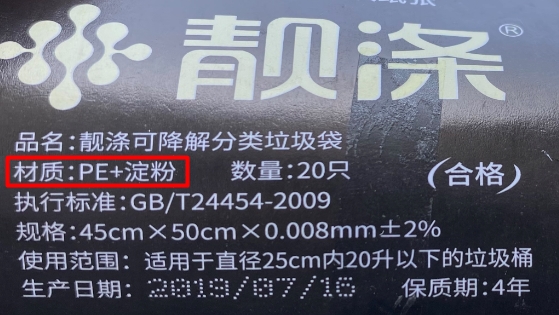 靓涤®
品名:靓涤可降解分类垃圾袋
材质:PE+淀粉 数量:20只 (合格)
执行标准:GB/T24454-2009
规格:45cm×50cm×0.008mm±2%
使用范围: 适用于直径25cm内20升以下的垃圾桶
生产日期: 2019/07/16 保质期:4年